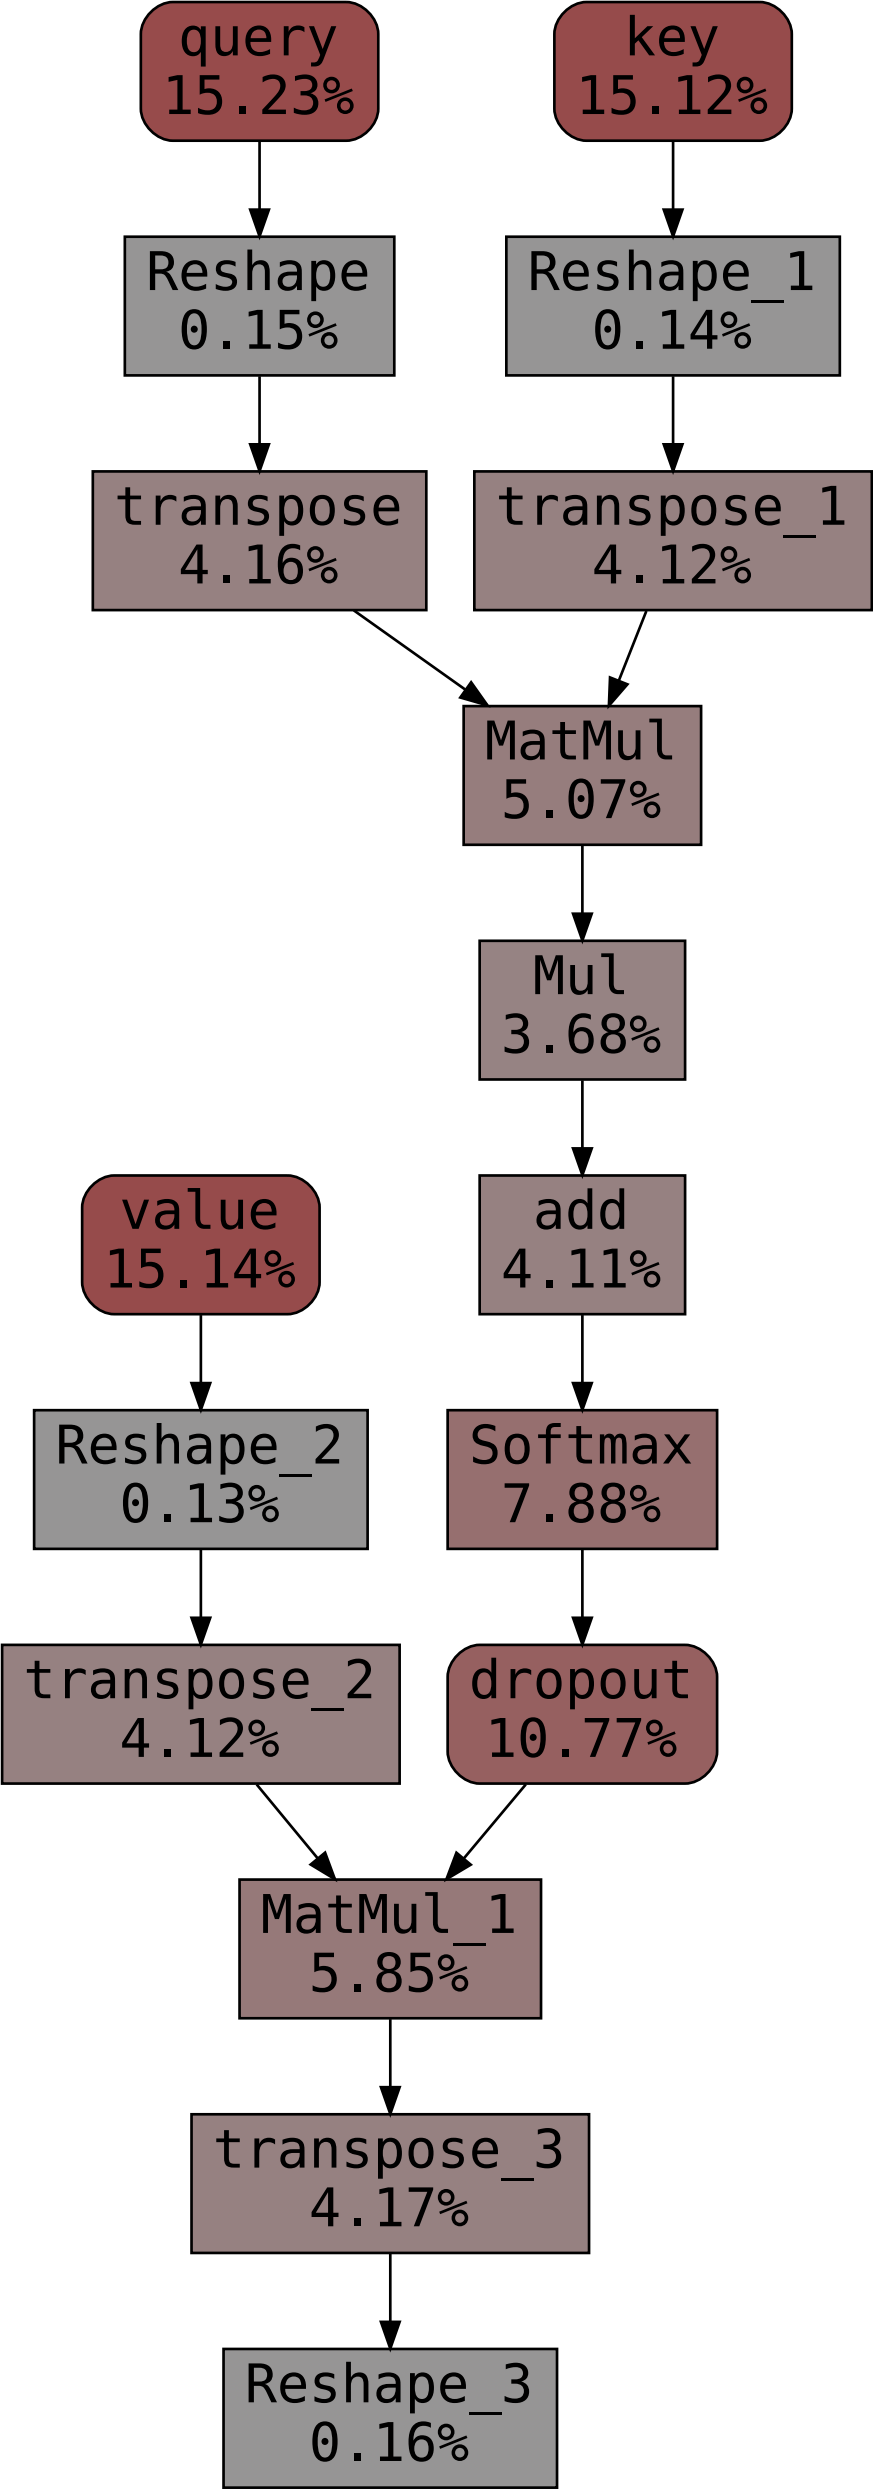 query
15.23%
key
15.12%
Reshape
0.15%
Reshape_1
0.14%
transpose
4.16%
transpose_1
4.12%
MatMul
5.07%
Mul
3.68%
add
4.11%
value
15.14%
Softmax
7.88%
Reshape_2
0.13%
dropout
10.77%
transpose_2
4.12%
MatMul_1
5.85%
transpose_3
4.17%
Reshape_3
0.16%